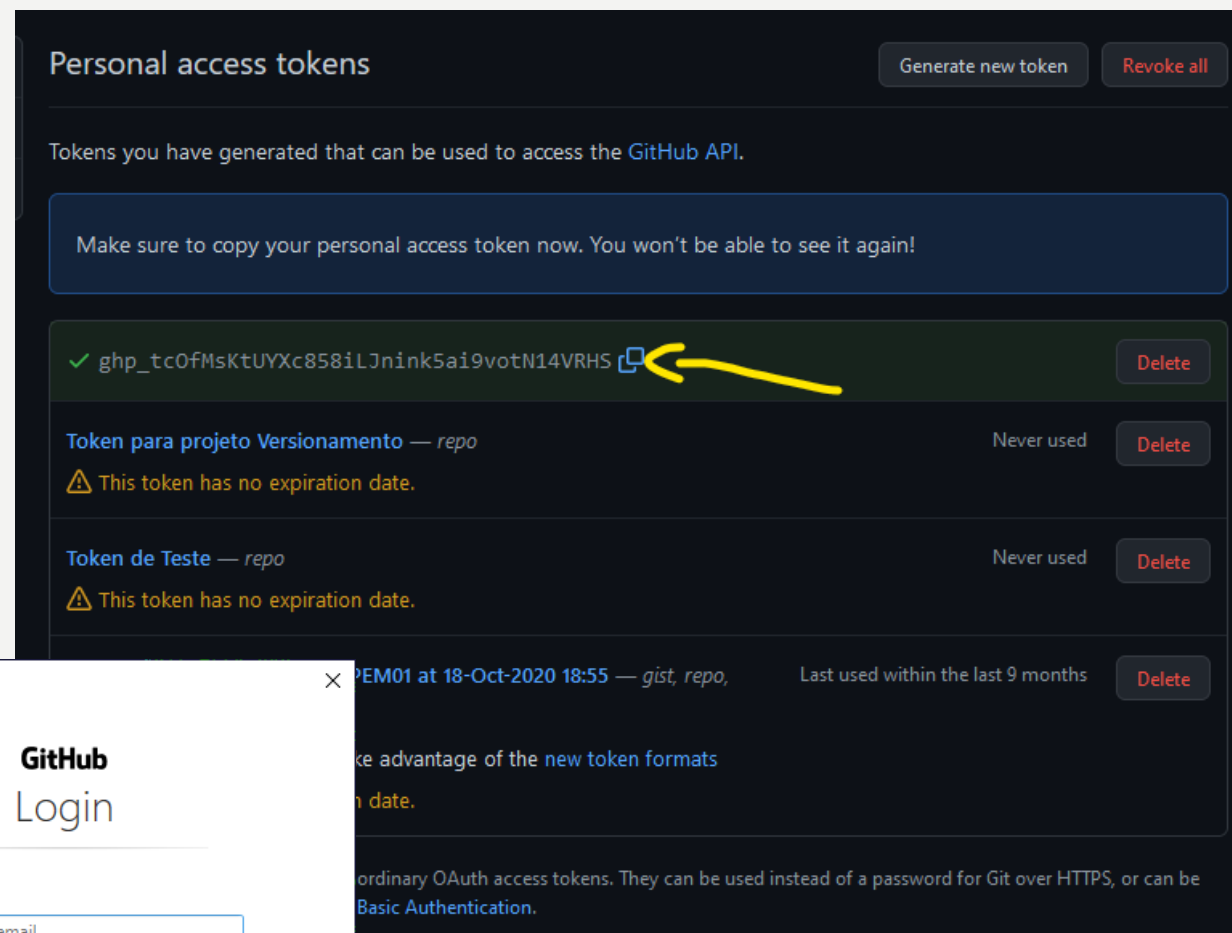 Personal access tokens
Generate new token
Revoke all
Tokens you have generated that can be used to access the GitHub API.
Make sure to copy your personal access token now. You won't be able to see it again!
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
Delete
Token para projeto Versionamento — repo
Never used
Delete
This token has no expiration date.
Token de Teste — repo
Never used
Delete
This token has no expiration date.
PEM01 at 18-Oct-2020 18:55 — gist, repo,
Last used within the last 9 months
Delete
ke advantage of the new token formats
date.
GitHub
Login
email
ordinary OAuth access tokens. They can be used instead of a password for Git over HTTPS, or can be
Basic Authentication.